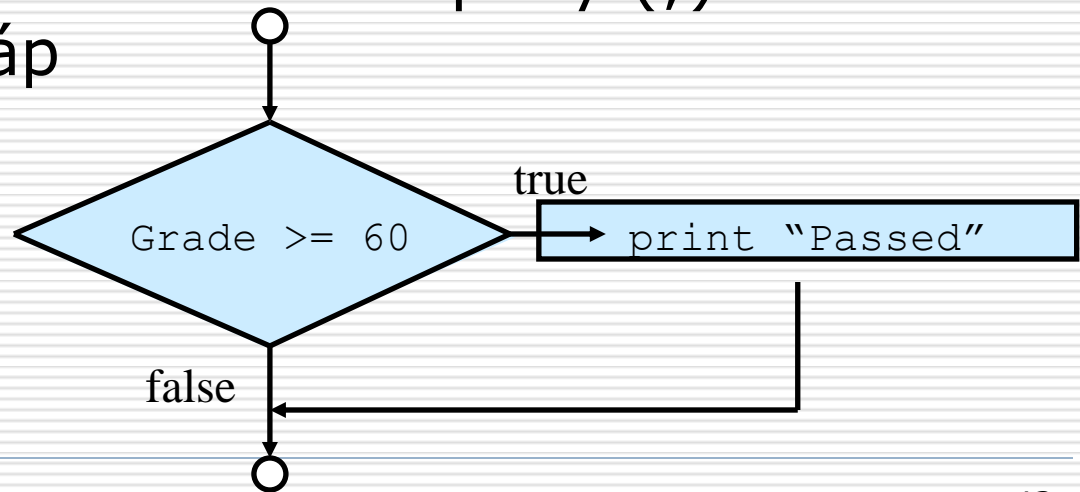 áp
true
Grade >= 60
print “Passed”
false